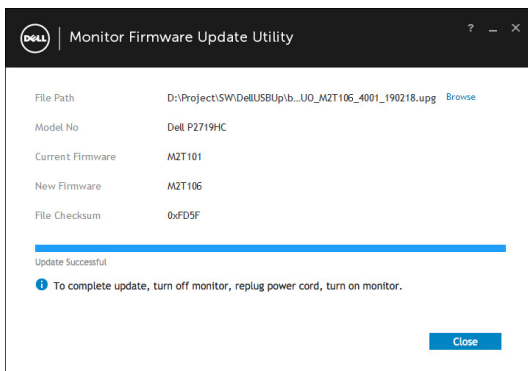 DELL Monitor Firmware Update Utility ? _ X
File Path D:\Project\SW\DellUSBUp\b...UO_M2T106_4001_190218.upg Browse
Model No Dell P2719HC
Current Firmware M2T101
New Firmware M2T106
File Checksum 0xFD5F
Update Successful
To complete update, turn off monitor, replug power cord, turn on monitor.
Close